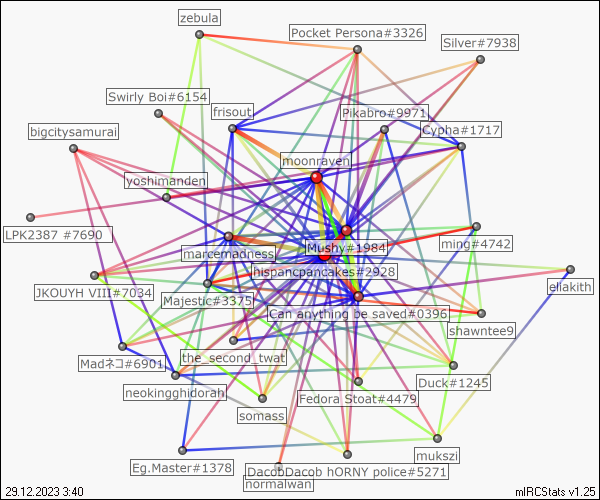 zebula
Pocket Persona#3326
Silver#7938
Swirly Boi#6154
frisout
Pikabro#9971
bigcitysamurai
Cypha#1717
moonraven
yoshimanden
LPK2387 #7690
Mushy#1984
ming#4742
marcemadness
hispancpancakes#2928
eliakith
JKOUYH VIII#7034
Majestic#3375
Can anything be saved#0396
shawntee9
the_second_twat
Madネコ#6901
Duck#1245
neokingghidorah
Fedora Stoat#4479
somass
mukszi
Eg.Master#1378
DacobDacob hORNY police#5271
normalwan
29.12.2023 3:40
mIRCStats v1.25